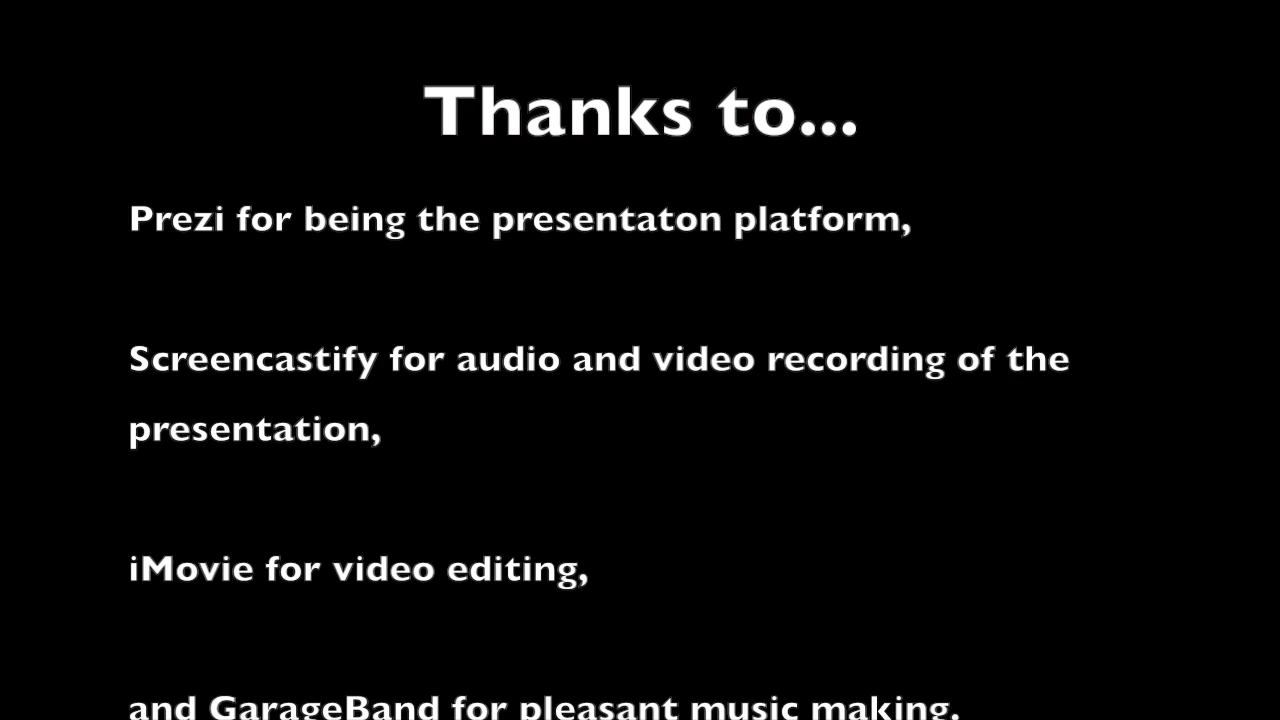 Thanks to...
Prezi for being the presentaton platform,
Screencastify for audio and video recording of the
presentation,
iMovie for video editing,
and GarageBand for pleasant music making.